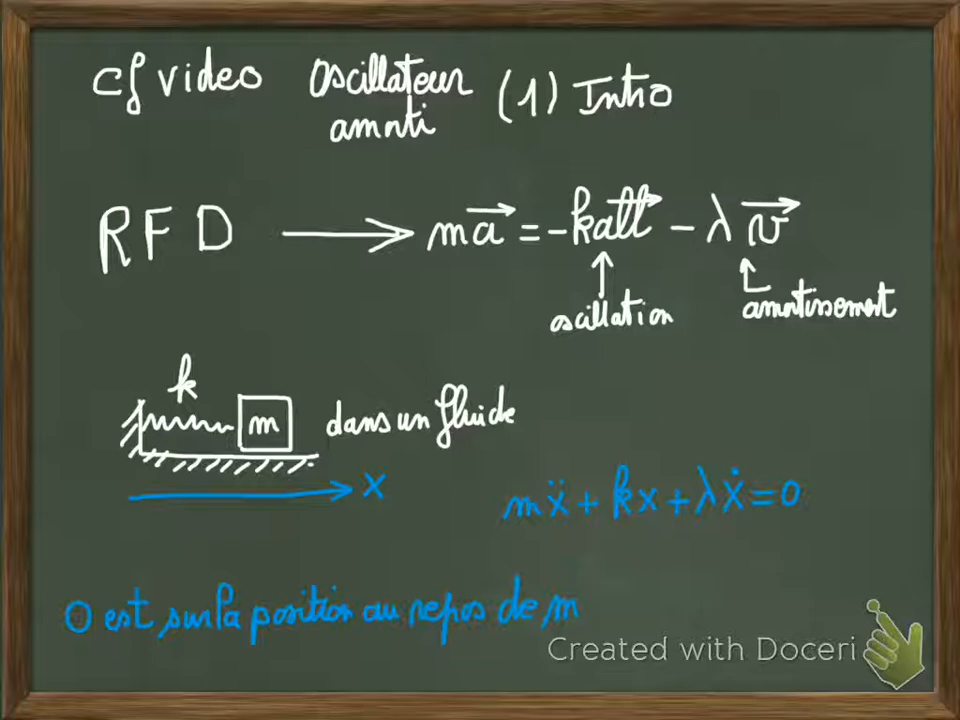 cf video oscillateur amorti (1) Intro
RFD → ma⃗ = -kall⃗ - λv⃗
oscillation
amortissement
k
m dans un fluide
x
mẍ + kx + λẋ = 0
O est sur la position au repos de m
Created with Doceri